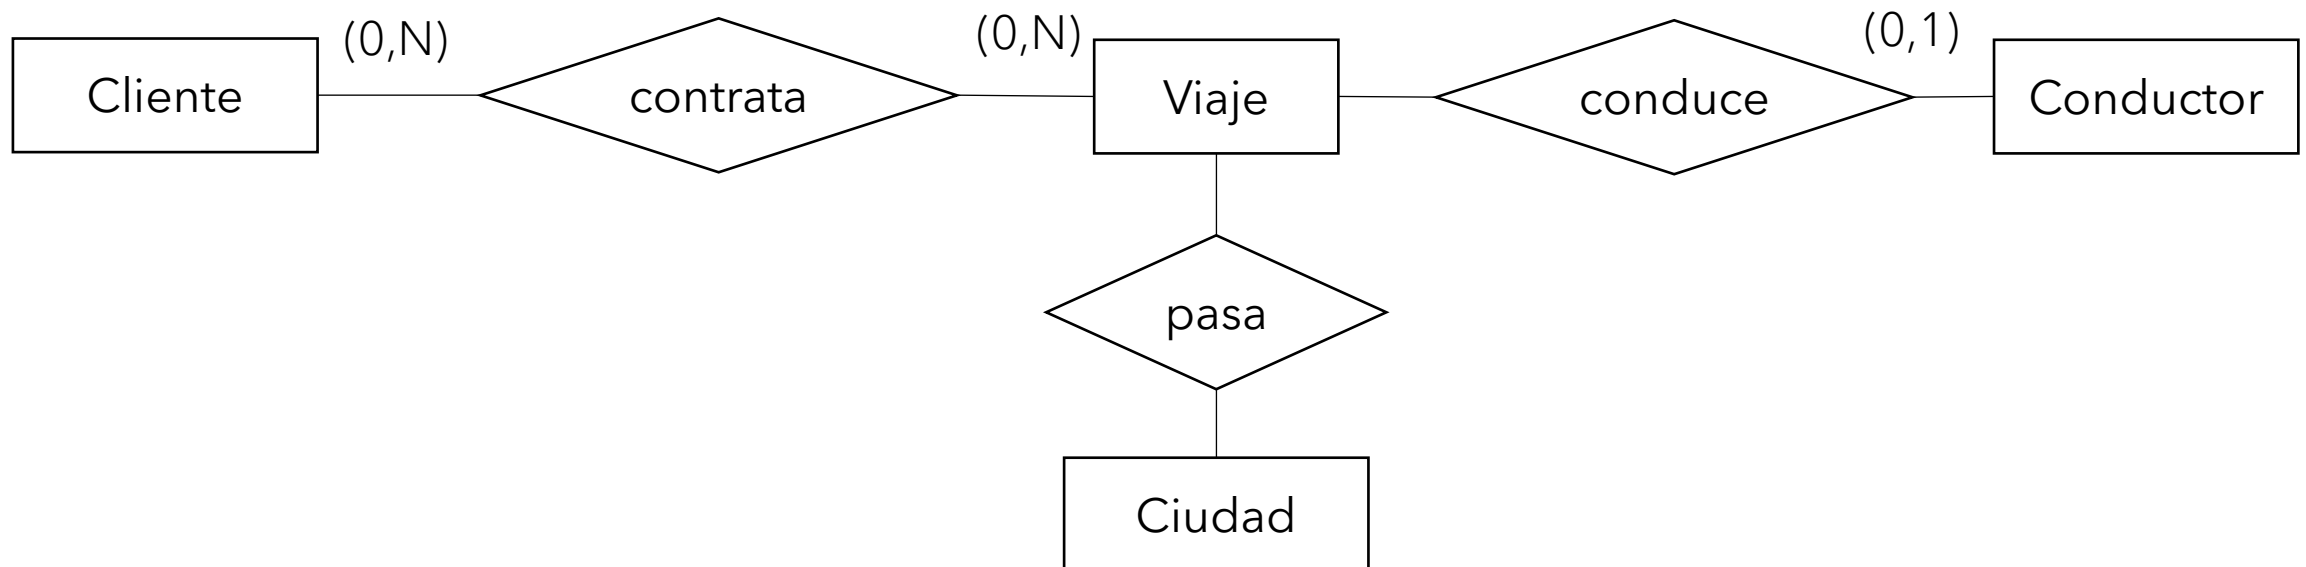 Cliente
(0,N)
contrata
(0,N)
Viaje
conduce
(0,1)
Conductor
pasa
Ciudad